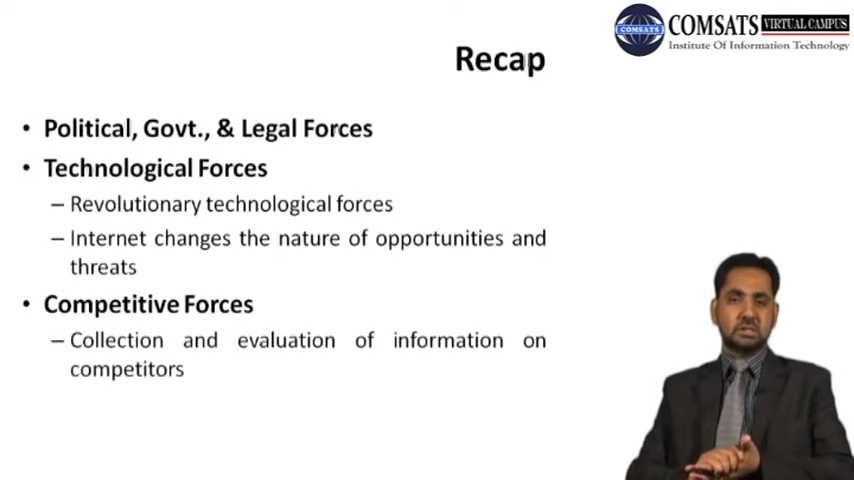 COMSATS
COMSATS VIRTUAL CAMPUS
Institute Of Information Technology
Recap
• Political, Govt., & Legal Forces
• Technological Forces
– Revolutionary technological forces
– Internet changes the nature of opportunities and
threats
• Competitive Forces
– Collection and evaluation of information on
competitors